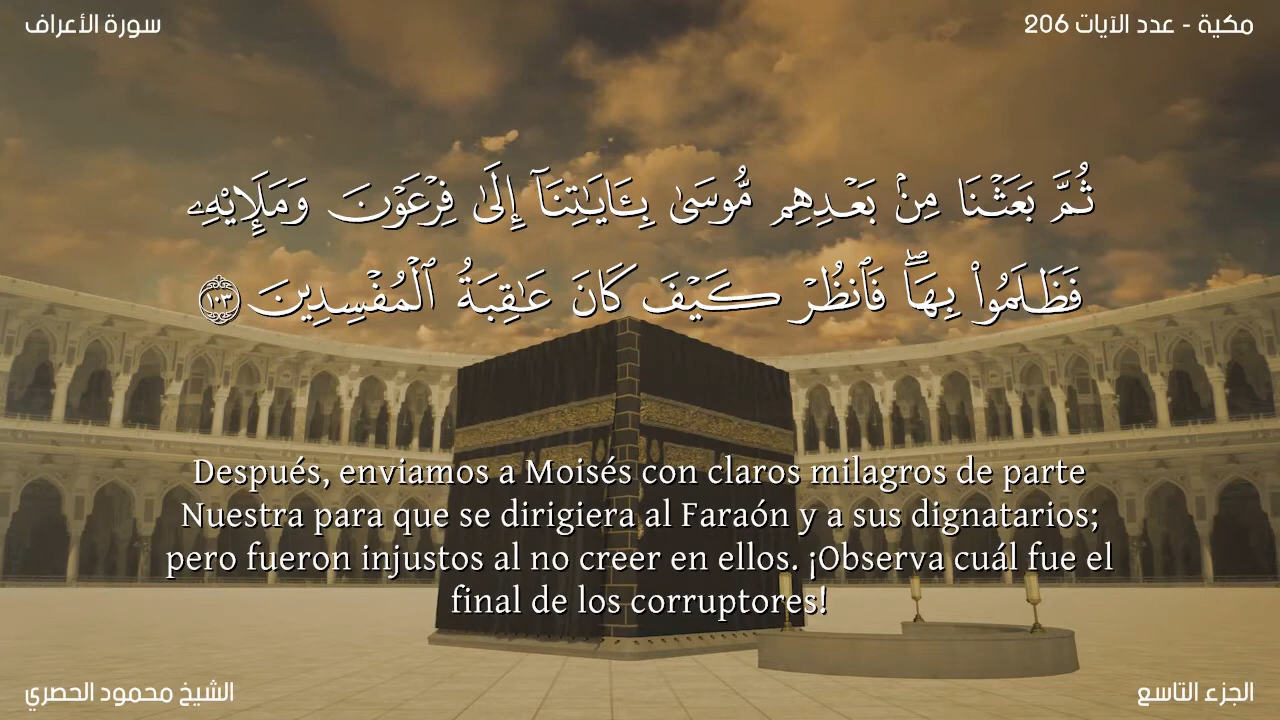 سورة الأعراف
مكية - عدد الآيات 206
ثُمَّ بَعَثْنَا مِنۢ بَعْدِهِم مُّوسَىٰ بِـَٔايَـٰتِنَآ إِلَىٰ فِرْعَوْنَ وَمَلَإِي۟هِۦ
فَظَلَمُوا۟ بِهَا ۖ فَٱنظُرْ كَيْفَ كَانَ عَـٰقِبَةُ ٱلْمُفْسِدِينَ ١٠٣
Después, enviamos a Moisés con claros milagros de parte
Nuestra para que se dirigiera al Faraón y a sus dignatarios;
pero fueron injustos al no creer en ellos. ¡Observa cuál fue el
final de los corruptores!
الشيخ محمود الحصري
الجزء التاسع